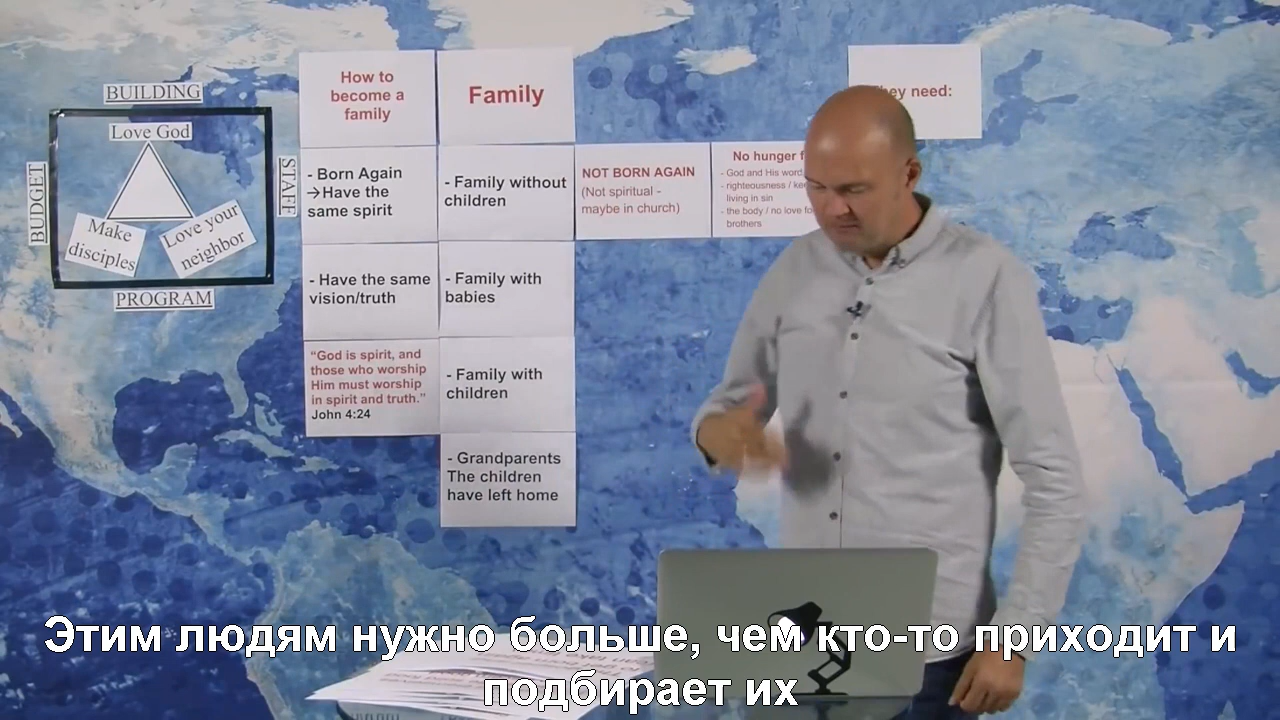 BUILDING
Love God
BUDGET
STAFF
Make
disciples
Love your
neighbor
PROGRAM
How to
become a
family
- Born Again
→Have the
same spirit
- Have the same
vision/truth
“God is spirit, and
those who worship
Him must worship
in spirit and truth.”
John 4:24
Family
- Family without
children
- Family with
babies
- Family with
children
- Grandparents
The children
have left home
NOT BORN AGAIN
(Not spiritual -
maybe in church)
No hunger
- God and His word
- righteousness /
living in sin
- the body / no love
brothers
need:
Этим людям нужно больше, чем кто-то приходит и
подбирает их